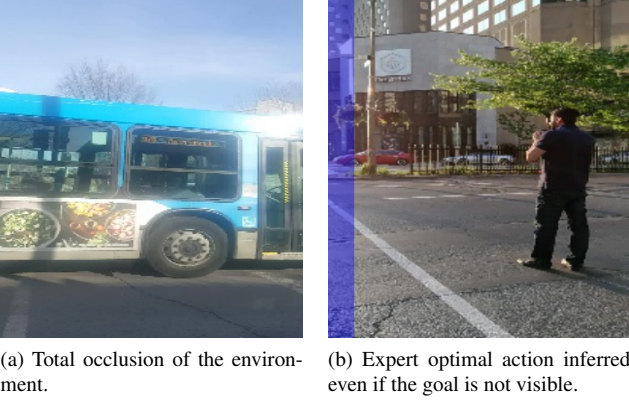 (a) Total occlusion of the environ-
ment.
(b) Expert optimal action inferred
even if the goal is not visible.